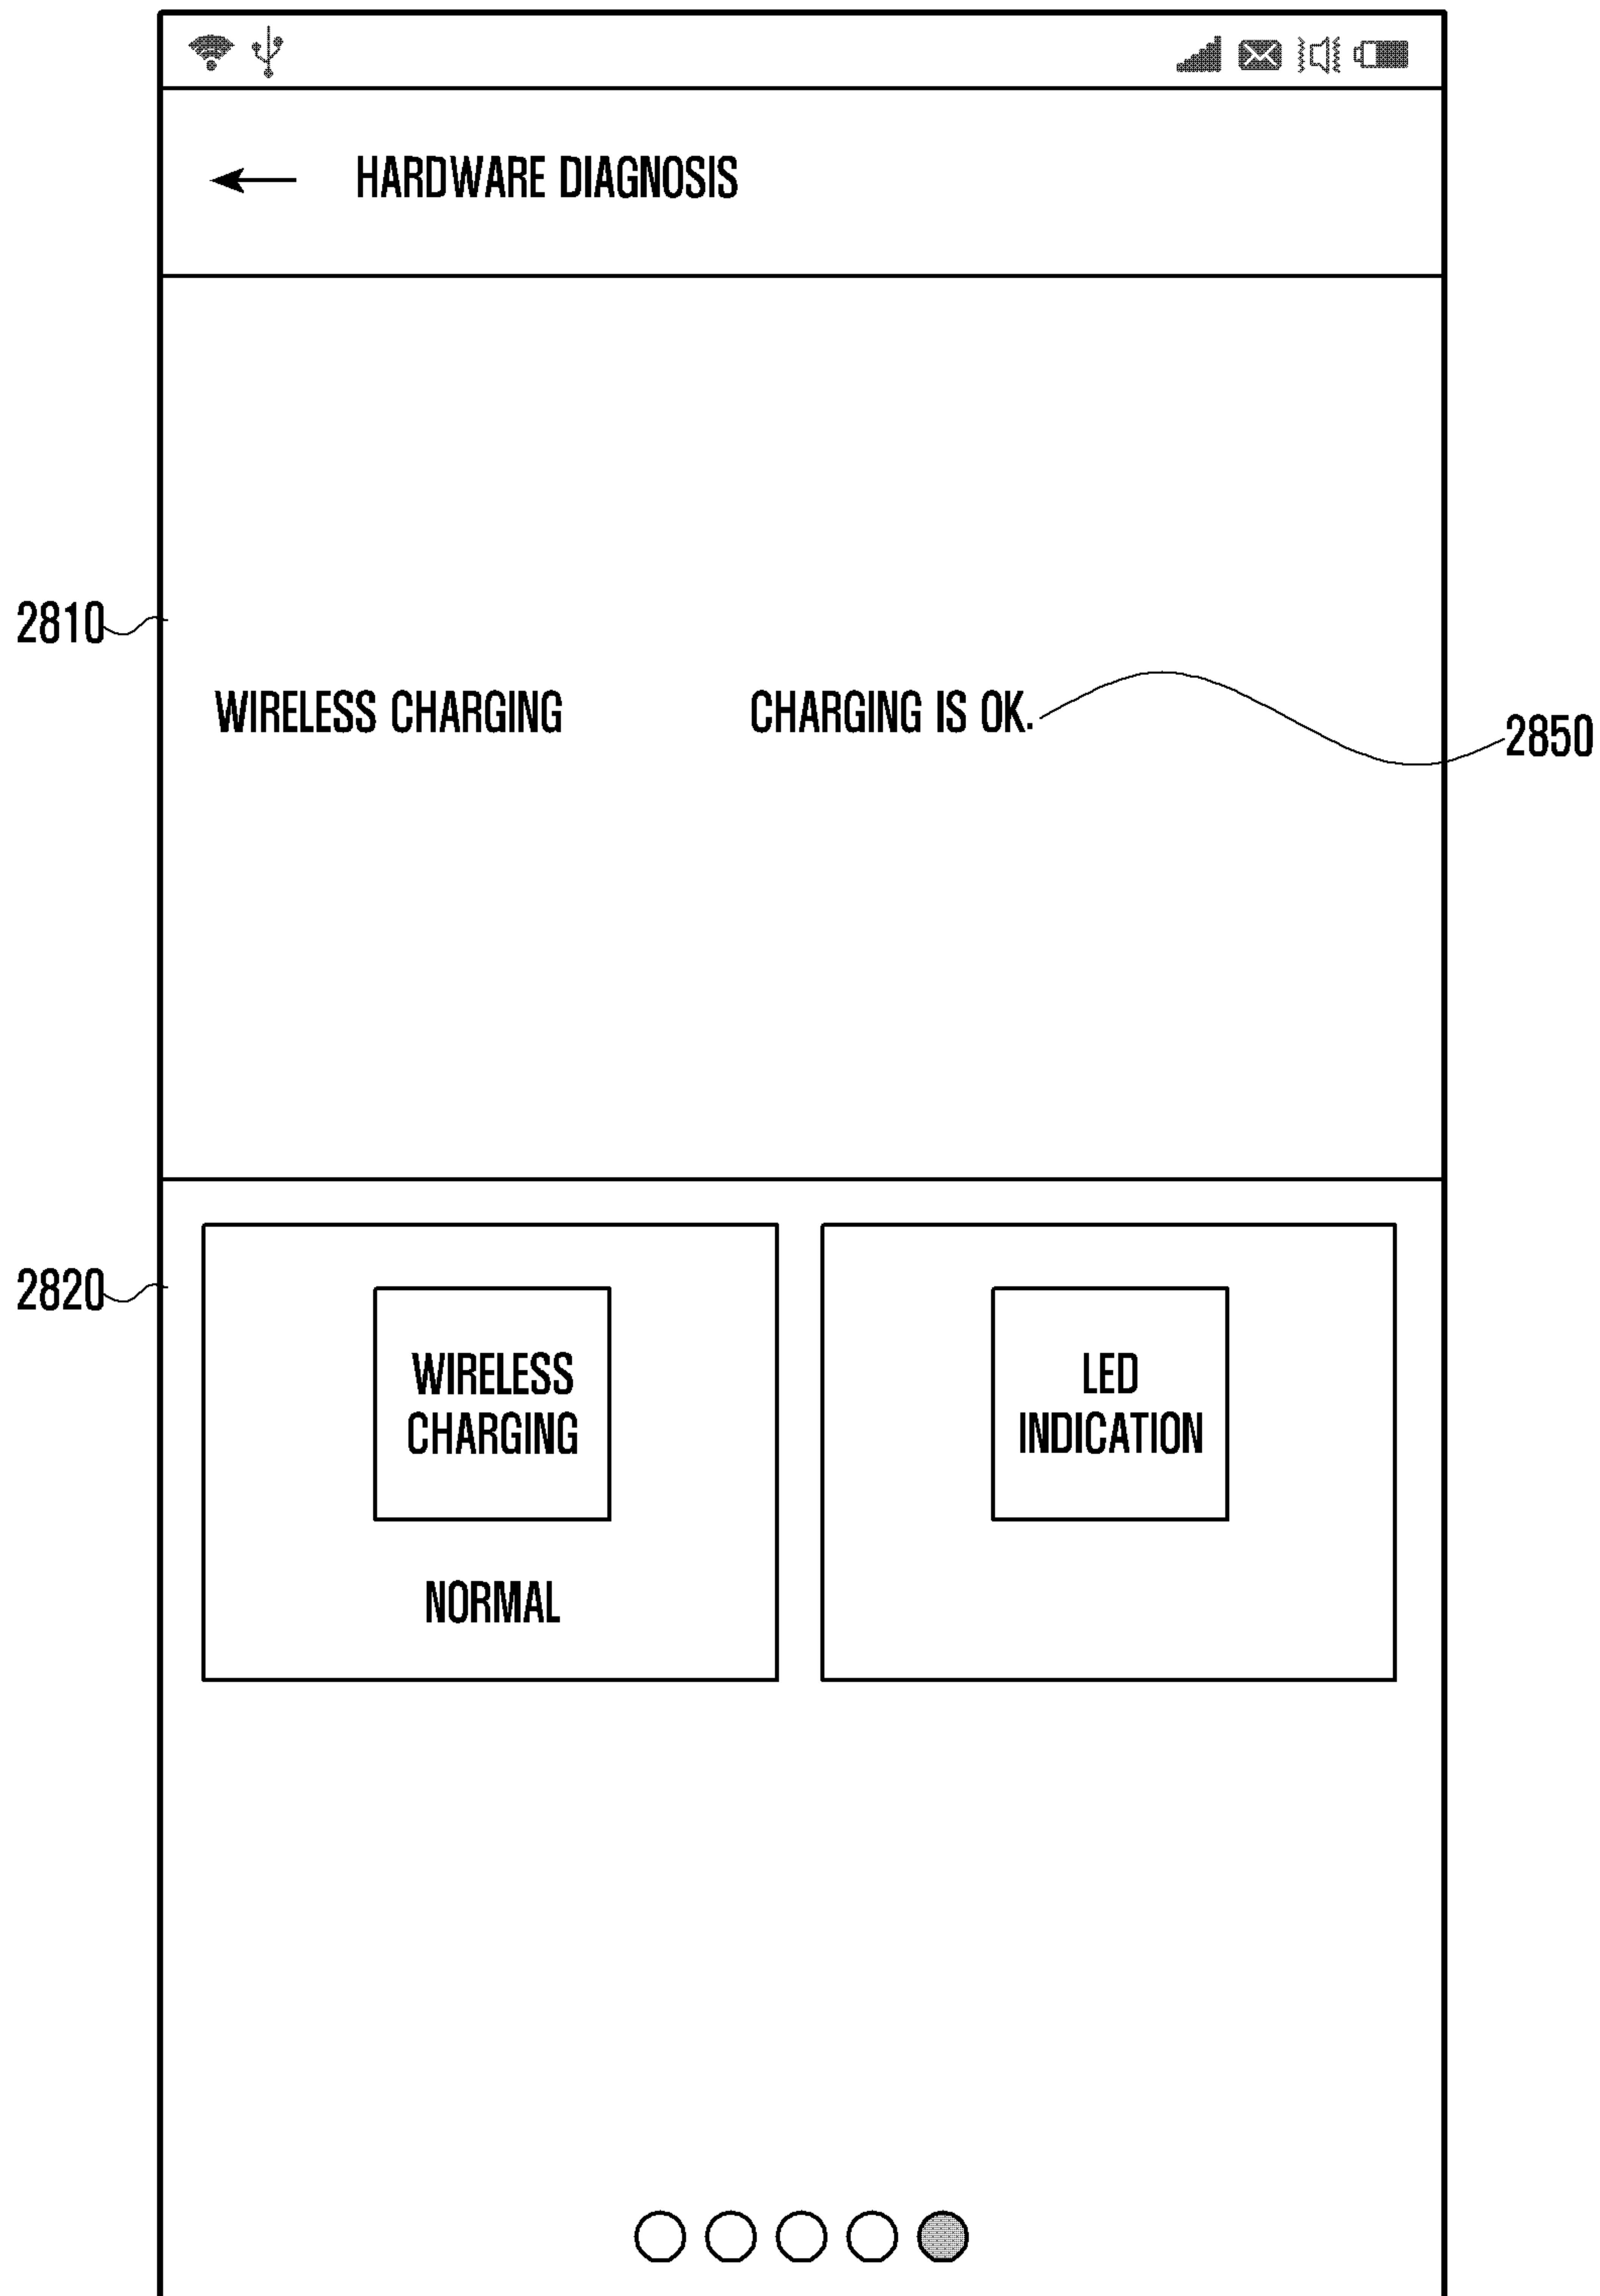 HARDWARE DIAGNOSIS
2810
WIRELESS CHARGING
CHARGING IS OK.
2850
2820
WIRELESS
CHARGING
NORMAL
LED
INDICATION